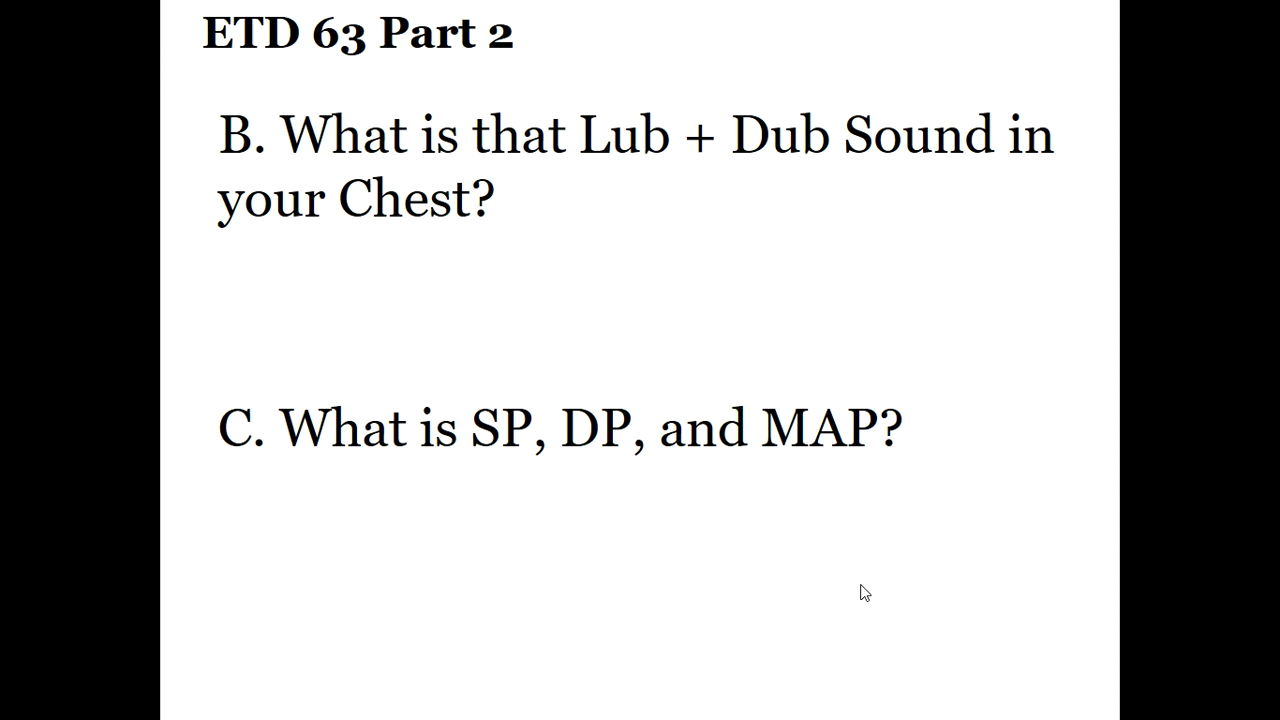 ETD 63 Part 2
B. What is that Lub + Dub Sound in
your Chest?
C. What is SP, DP, and MAP?